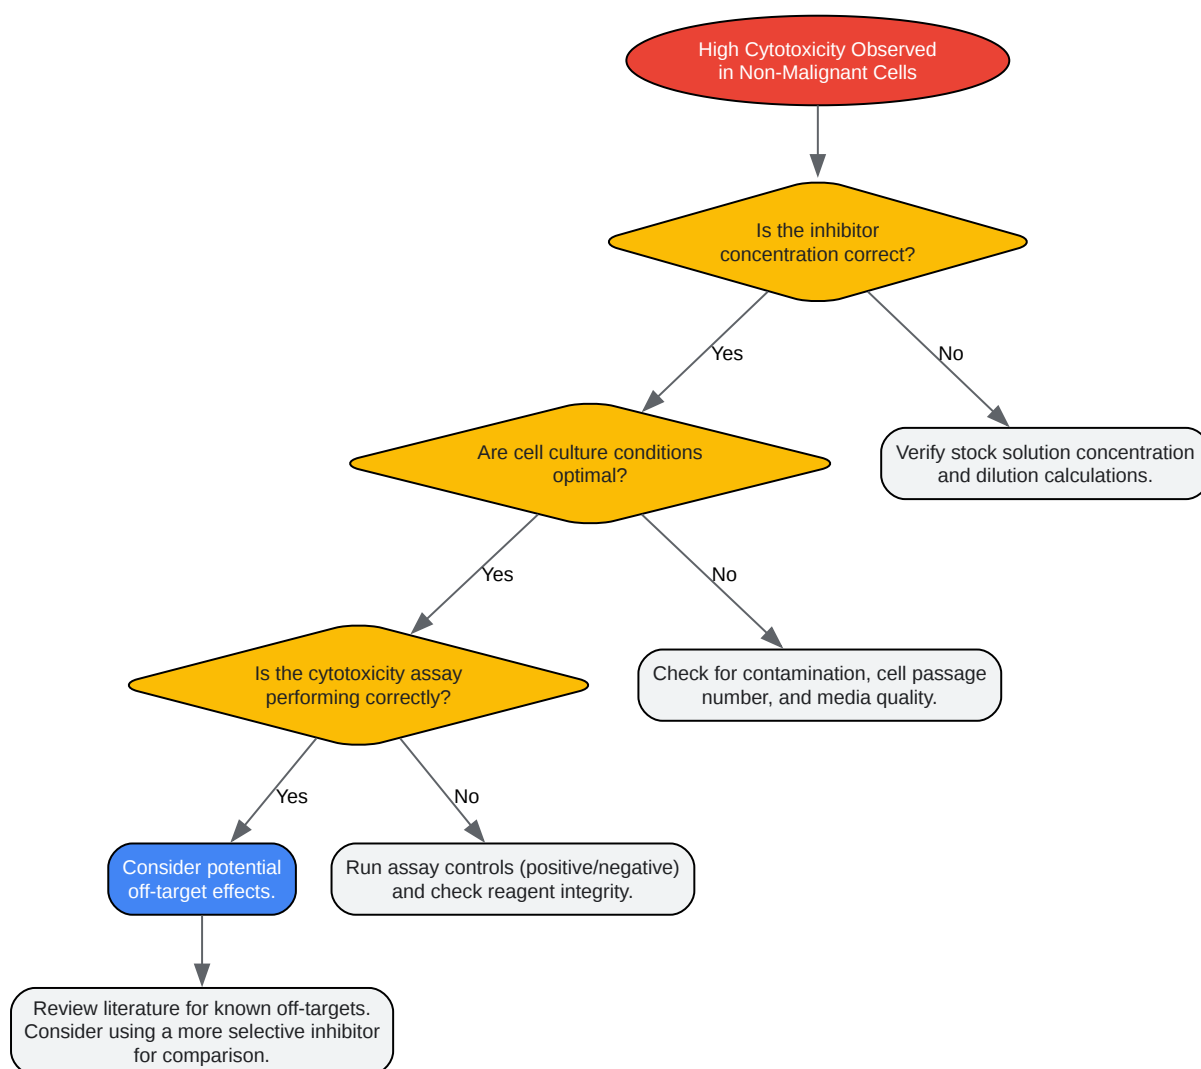 High Cytotoxicity Observed
in Non-Malignant Cells
Is the inhibitor
concentration correct?
Yes
No
Are cell culture conditions
optimal?
Verify stock solution concentration
and dilution calculations.
Yes
No
Is the cytotoxicity assay
performing correctly?
Check for contamination, cell passage
number, and media quality.
Yes
No
Consider potential
off-target effects.
Run assay controls (positive/negative)
and check reagent integrity.
Review literature for known off-targets.
Consider using a more selective inhibitor
for comparison.